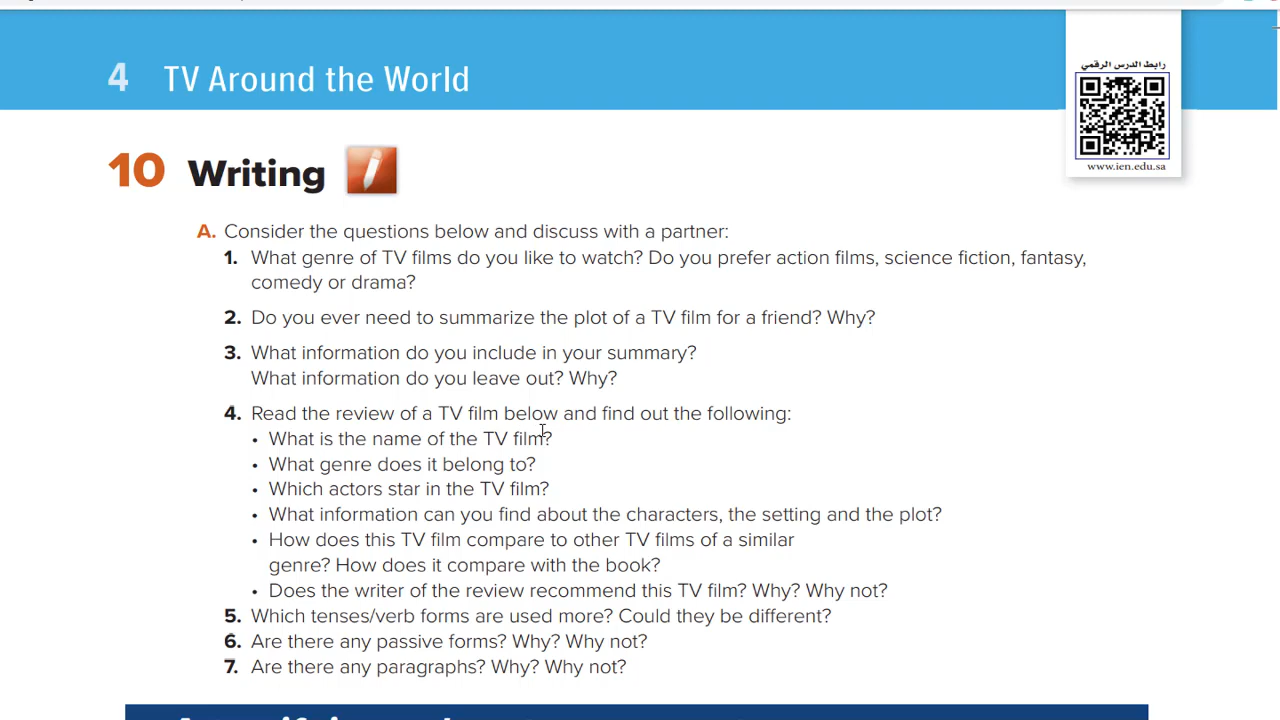 رابط الدرس الرقمي
www.ien.edu.sa
4 TV Around the World
10 Writing
A. Consider the questions below and discuss with a partner:
1. What genre of TV films do you like to watch? Do you prefer action films, science fiction, fantasy,
comedy or drama?
2. Do you ever need to summarize the plot of a TV film for a friend? Why?
3. What information do you include in your summary?
What information do you leave out? Why?
4. Read the review of a TV film below and find out the following:
• What is the name of the TV film?
• What genre does it belong to?
• Which actors star in the TV film?
• What information can you find about the characters, the setting and the plot?
• How does this TV film compare to other TV films of a similar
genre? How does it compare with the book?
• Does the writer of the review recommend this TV film? Why? Why not?
5. Which tenses/verb forms are used more? Could they be different?
6. Are there any passive forms? Why? Why not?
7. Are there any paragraphs? Why? Why not?